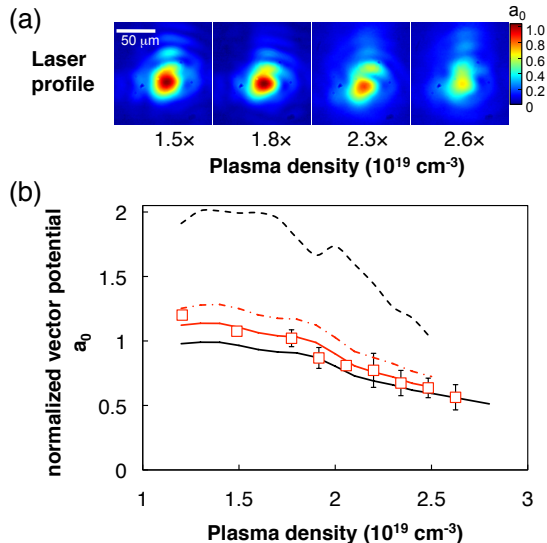 (a)
a₀
50 μm
Laser
profile
1.0
0.8
0.6
0.4
0.2
0
1.5× 1.8× 2.3× 2.6×
Plasma density (10¹⁹ cm⁻³)
(b)
normalized vector potential
a₀
2
1.5
1
0.5
0
1 1.5 2 2.5 3
Plasma density (10¹⁹ cm⁻³)